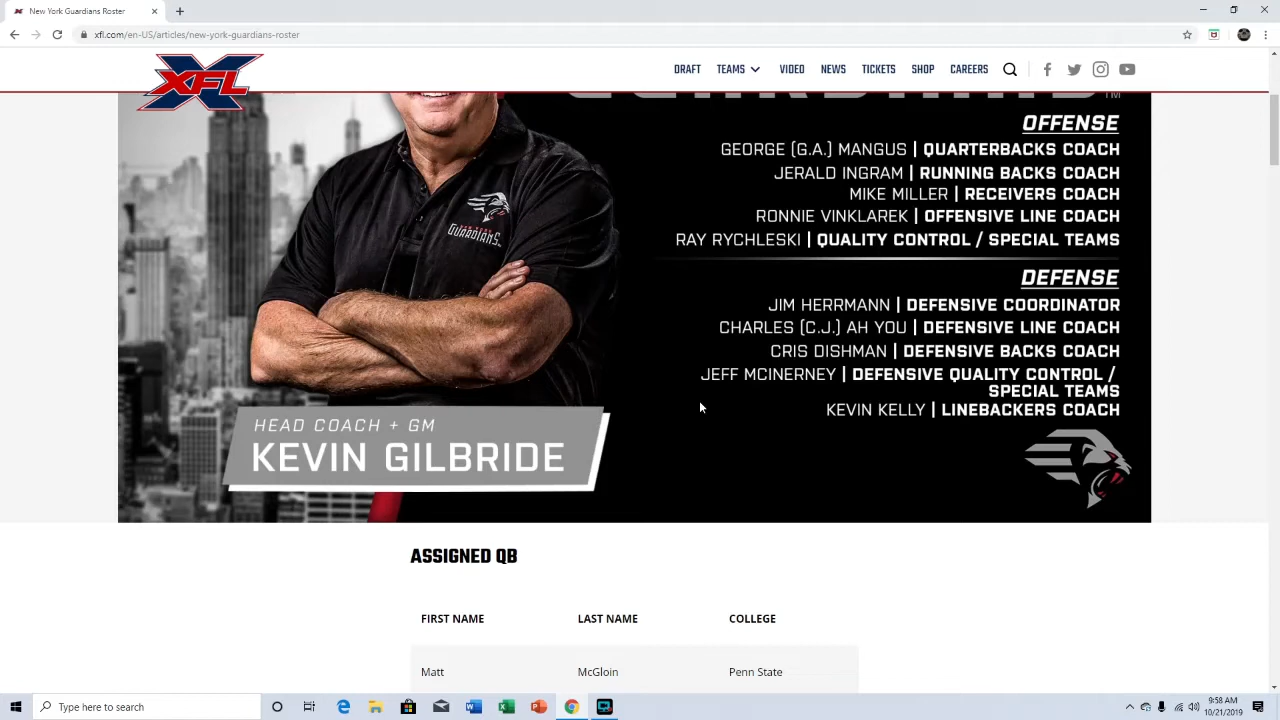 New York Guardians Roster
xfl.com/en-US/articles/new-york-guardians-roster
XFL
DRAFT TEAMS VIDEO NEWS TICKETS SHOP CAREERS
TM
OFFENSE
GEORGE (G.A.) MANGUS | QUARTERBACKS COACH
JERALD INGRAM | RUNNING BACKS COACH
MIKE MILLER | RECEIVERS COACH
RONNIE VINKLAREK | OFFENSIVE LINE COACH
RAY RYCHLESKI | QUALITY CONTROL / SPECIAL TEAMS
DEFENSE
JIM HERRMANN | DEFENSIVE COORDINATOR
CHARLES (C.J.) AH YOU | DEFENSIVE LINE COACH
CRIS DISHMAN | DEFENSIVE BACKS COACH
JEFF MCINERNEY | DEFENSIVE QUALITY CONTROL /
SPECIAL TEAMS
KEVIN KELLY | LINEBACKERS COACH
GUARDIANS
HEAD COACH + GM
KEVIN GILBRIDE
ASSIGNED QB
FIRST NAME LAST NAME COLLEGE
Matt McGloin Penn State
Type here to search
9:58 AM
10/21/2019